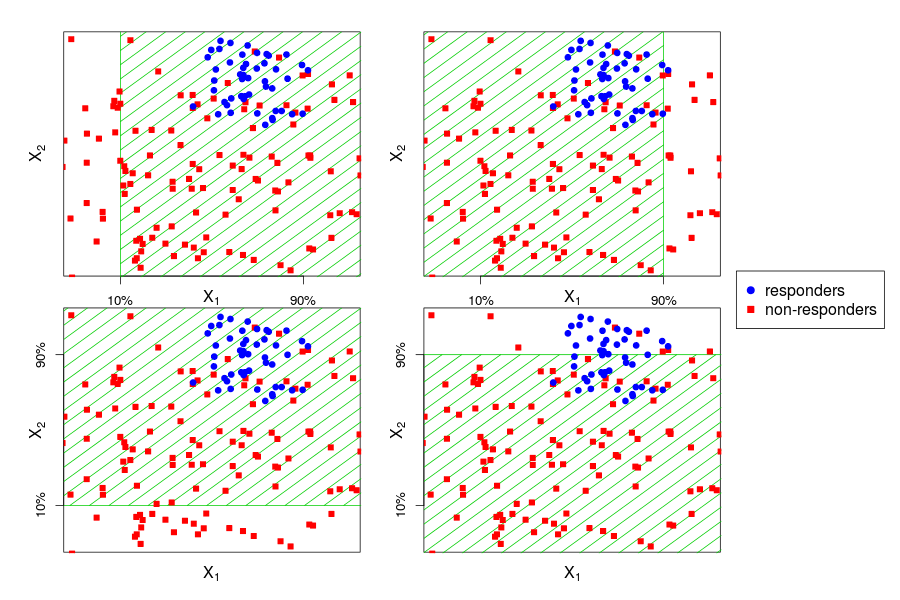 X2
X2
10%
X1
90%
10%
X1
90%
responders
non-responders
90%
X2
10%
90%
X2
10%
X1
X1